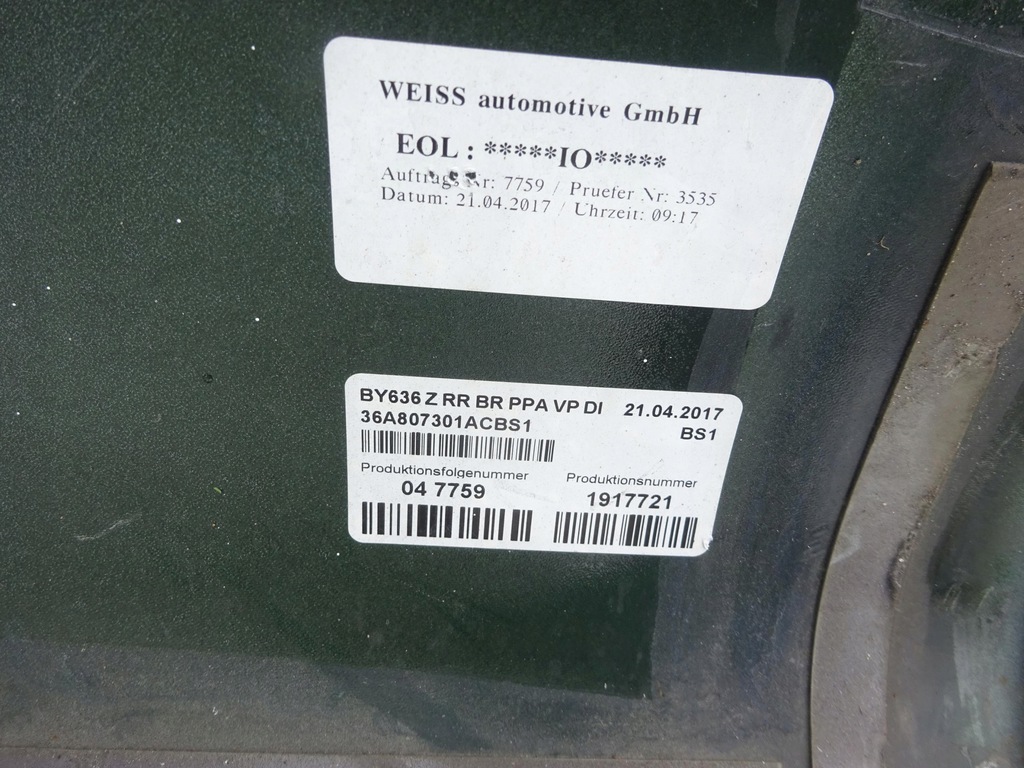 WEISS automotive GmbH
EOL : *****IO*****
Auftrags Nr: 7759 / Pruefer Nr: 3535
Datum: 21.04.2017 / Uhrzeit: 09:17
BY636 Z RR BR PPA VP DI 21.04.2017
36A807301ACBS1 BS1
Produktionsfolgenummer Produktionsnummer
04 7759 1917721